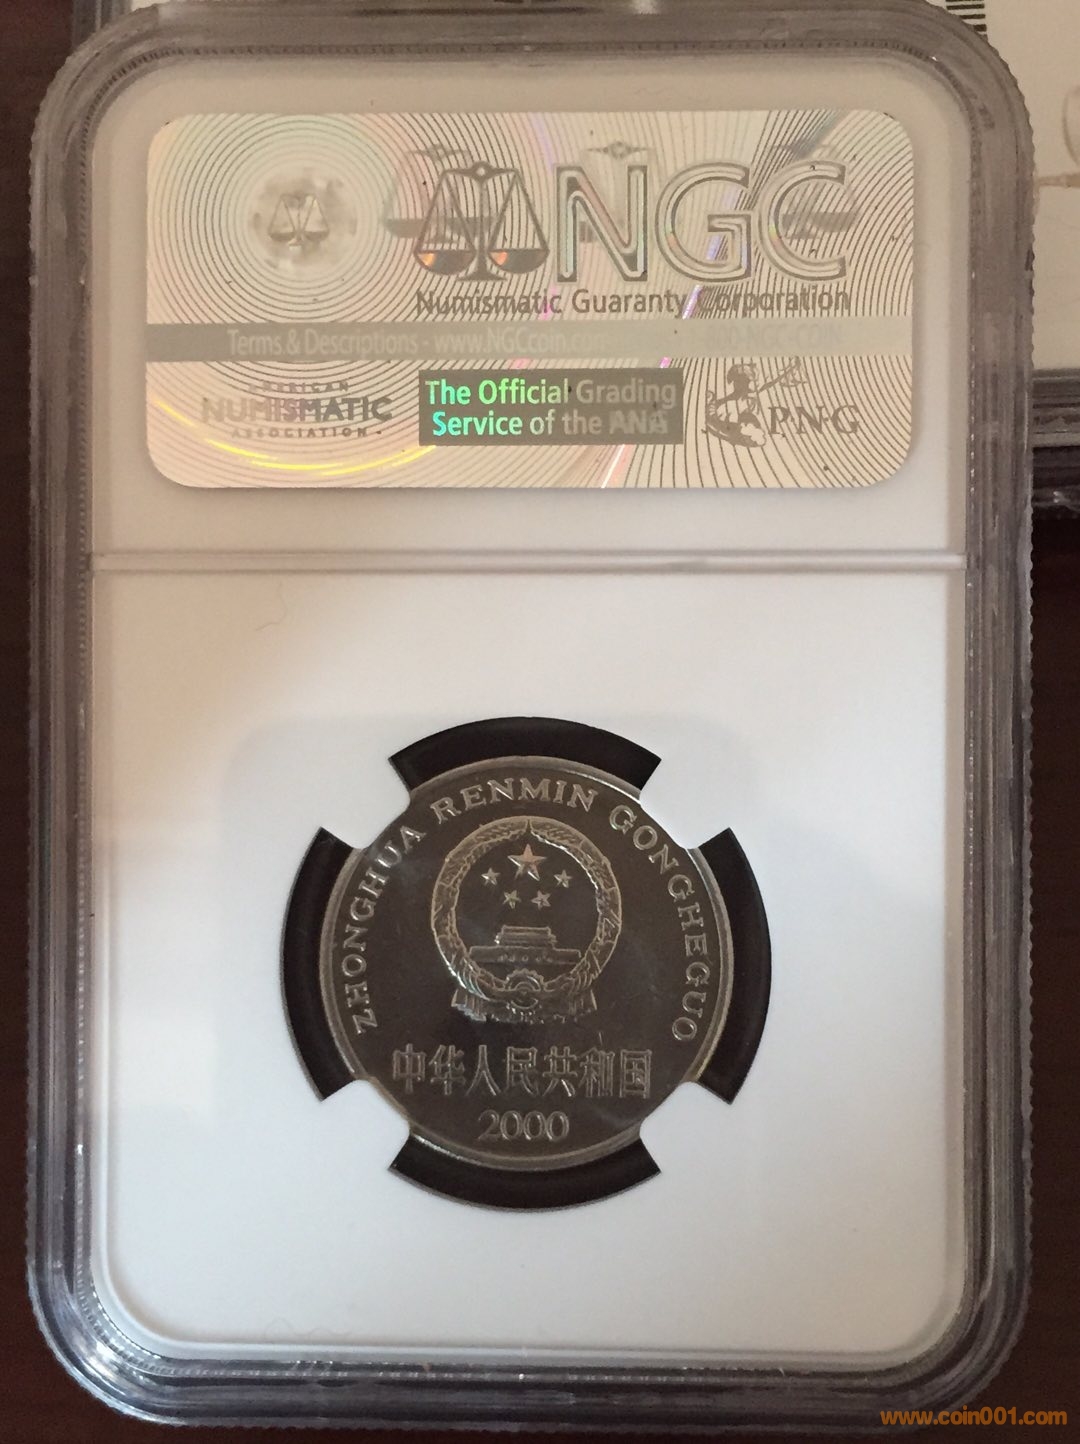 NGC
Numismatic Guaranty Corporation
Terms & Descriptions - www.NGCcoin.com
AMERICAN
NUMISMATIC
ASSOCIATION
The Official Grading
Service of the ANA
PNG
ZHONGHUA RENMIN GONGHEGUO
中华人民共和国
2000
www.coin001.com